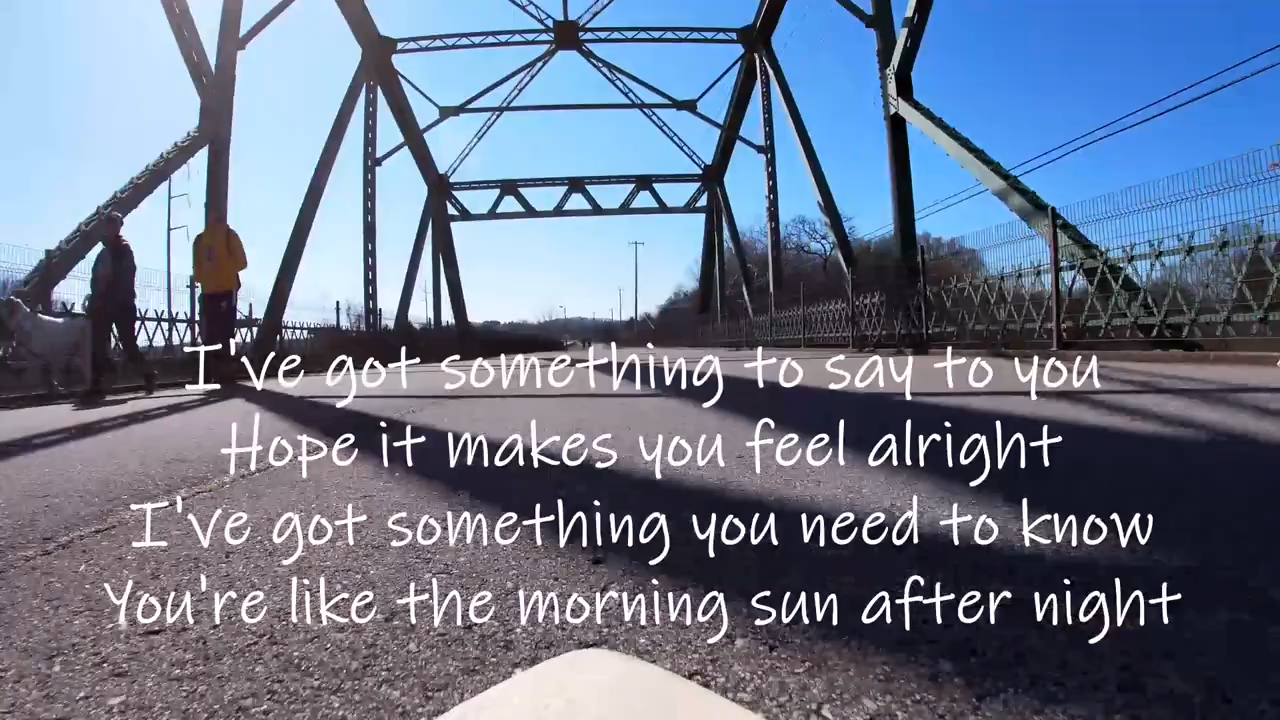 I've got something to say to you
Hope it makes you feel alright
I've got something you need to know
You're like the morning sun after night